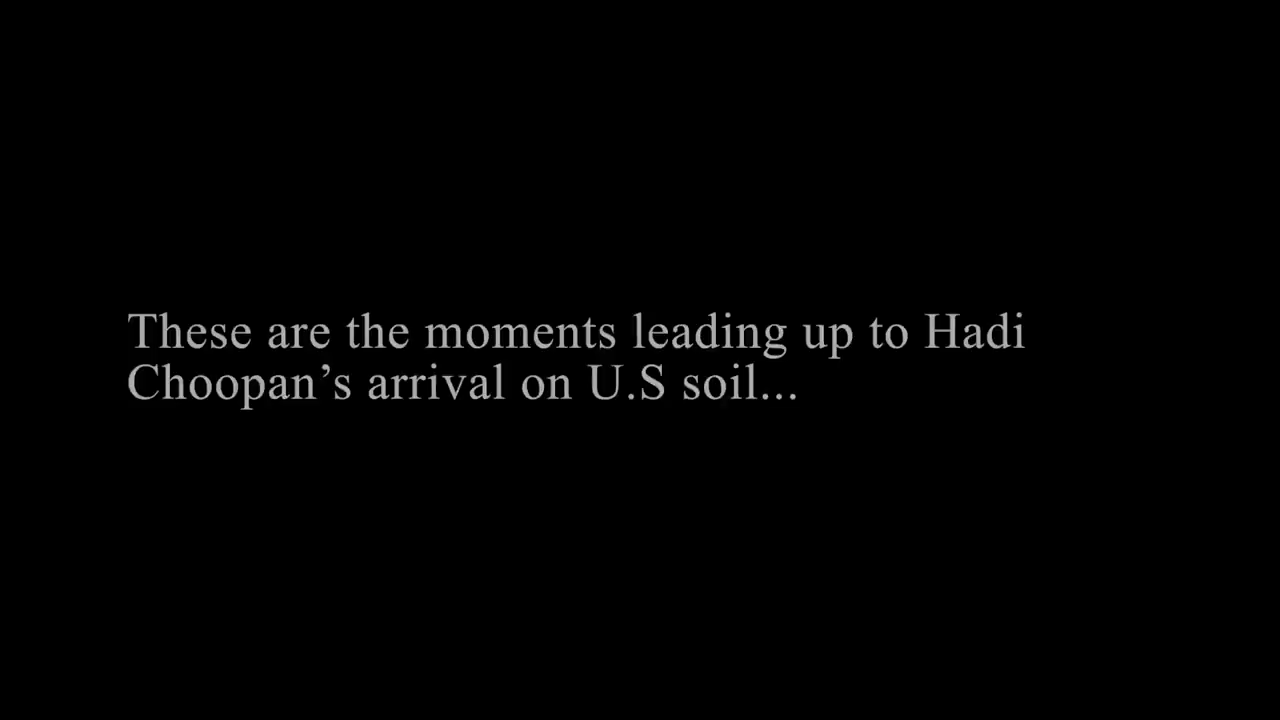 These are the moments leading up to Hadi
Choopan’s arrival on U.S soil...